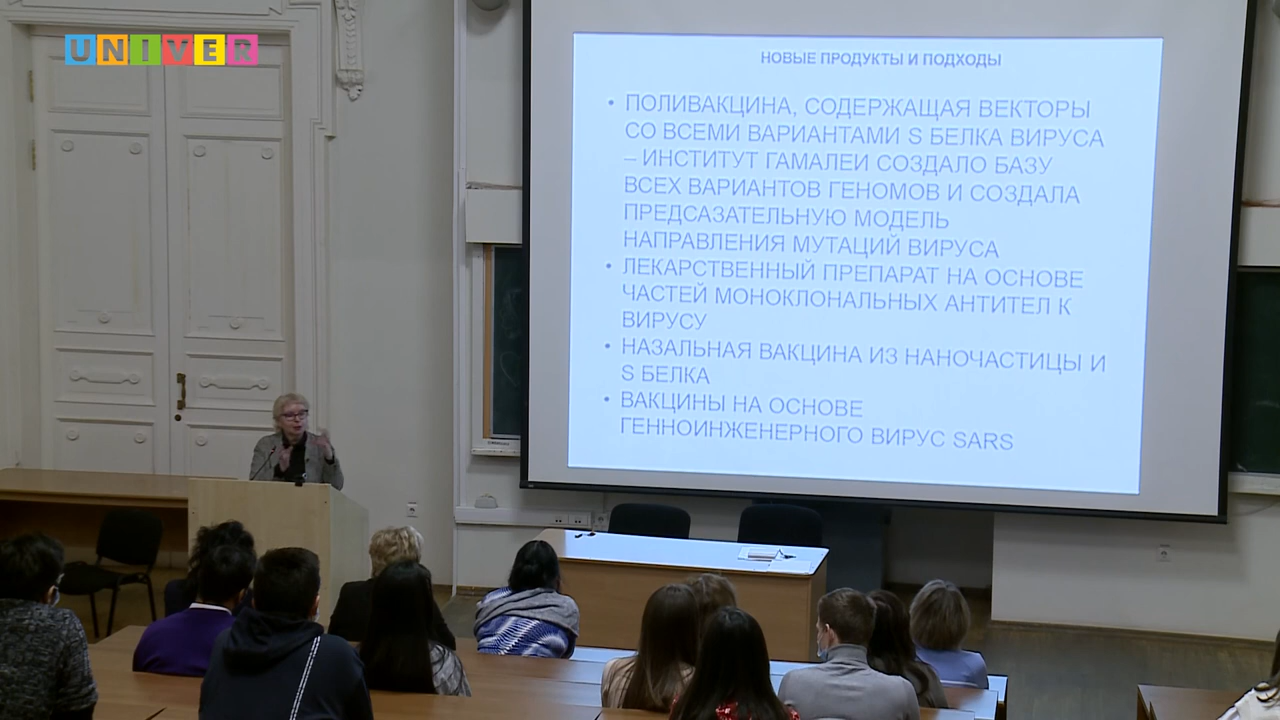 UNIVER
НОВЫЕ ПРОДУКТЫ И ПОДХОДЫ
• ПОЛИВАКЦИНА, СОДЕРЖАЩАЯ ВЕКТОРЫ
СО ВСЕМИ ВАРИАНТАМИ S БЕЛКА ВИРУСА
– ИНСТИТУТ ГАМАЛЕИ СОЗДАЛО БАЗУ
ВСЕХ ВАРИАНТОВ ГЕНОМОВ И СОЗДАЛА
ПРЕДСАЗАТЕЛЬНУЮ МОДЕЛЬ
НАПРАВЛЕНИЯ МУТАЦИЙ ВИРУСА
• ЛЕКАРСТВЕННЫЙ ПРЕПАРАТ НА ОСНОВЕ
ЧАСТЕЙ МОНОКЛОНАЛЬНЫХ АНТИТЕЛ К
ВИРУСУ
• НАЗАЛЬНАЯ ВАКЦИНА ИЗ НАНОЧАСТИЦЫ И
S БЕЛКА
• ВАКЦИНЫ НА ОСНОВЕ
ГЕННОИНЖЕНЕРНОГО ВИРУС SARS